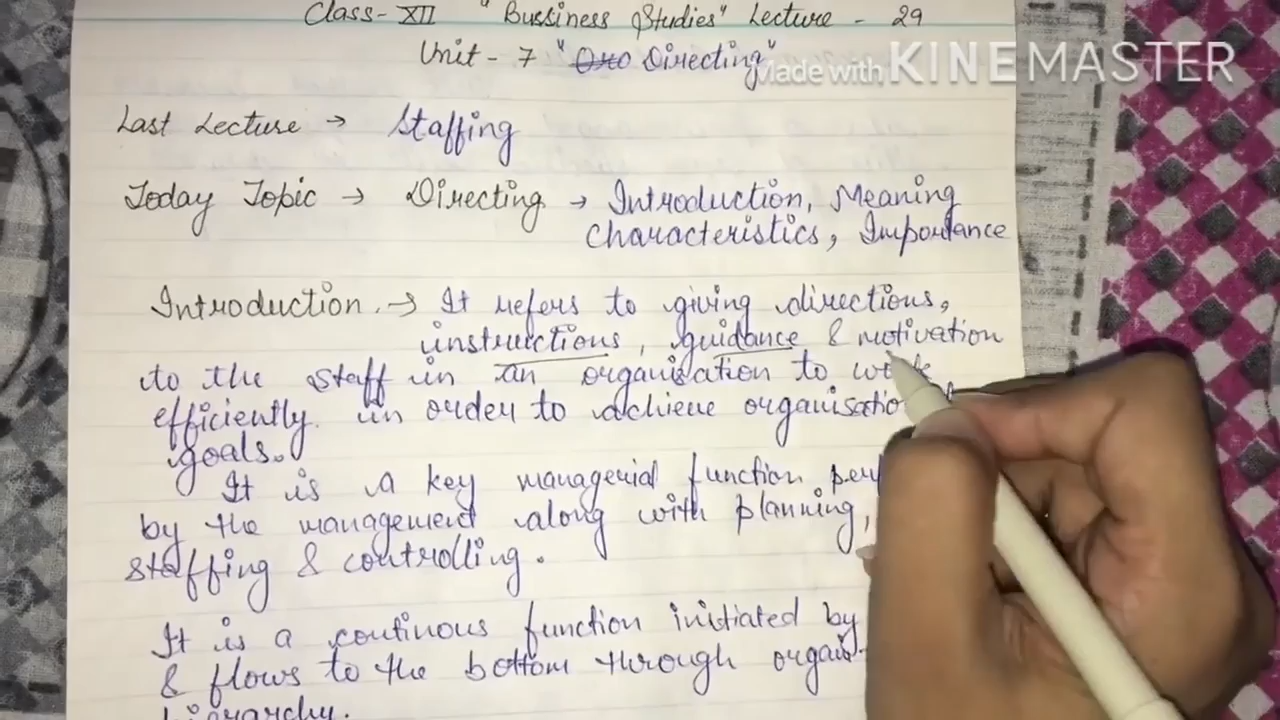 Class-XII "Bussiness Studies" Lecture - 29
Unit - 7 "Directing"
Made with KINEMASTER
Last Lecture → Staffing
Today Topic → Directing → Introduction, Meaning
Characteristics, Importance
Introduction. → It refers to giving directions,
instructions, guidance & motivation
to the staff in an organisation to
efficiently. in order to achieve
goals.
It is a key managerial function
by the management along with planning,
staffing & controlling.
It is a continous function initiated by
& flows to the bottom through
hierarchy.